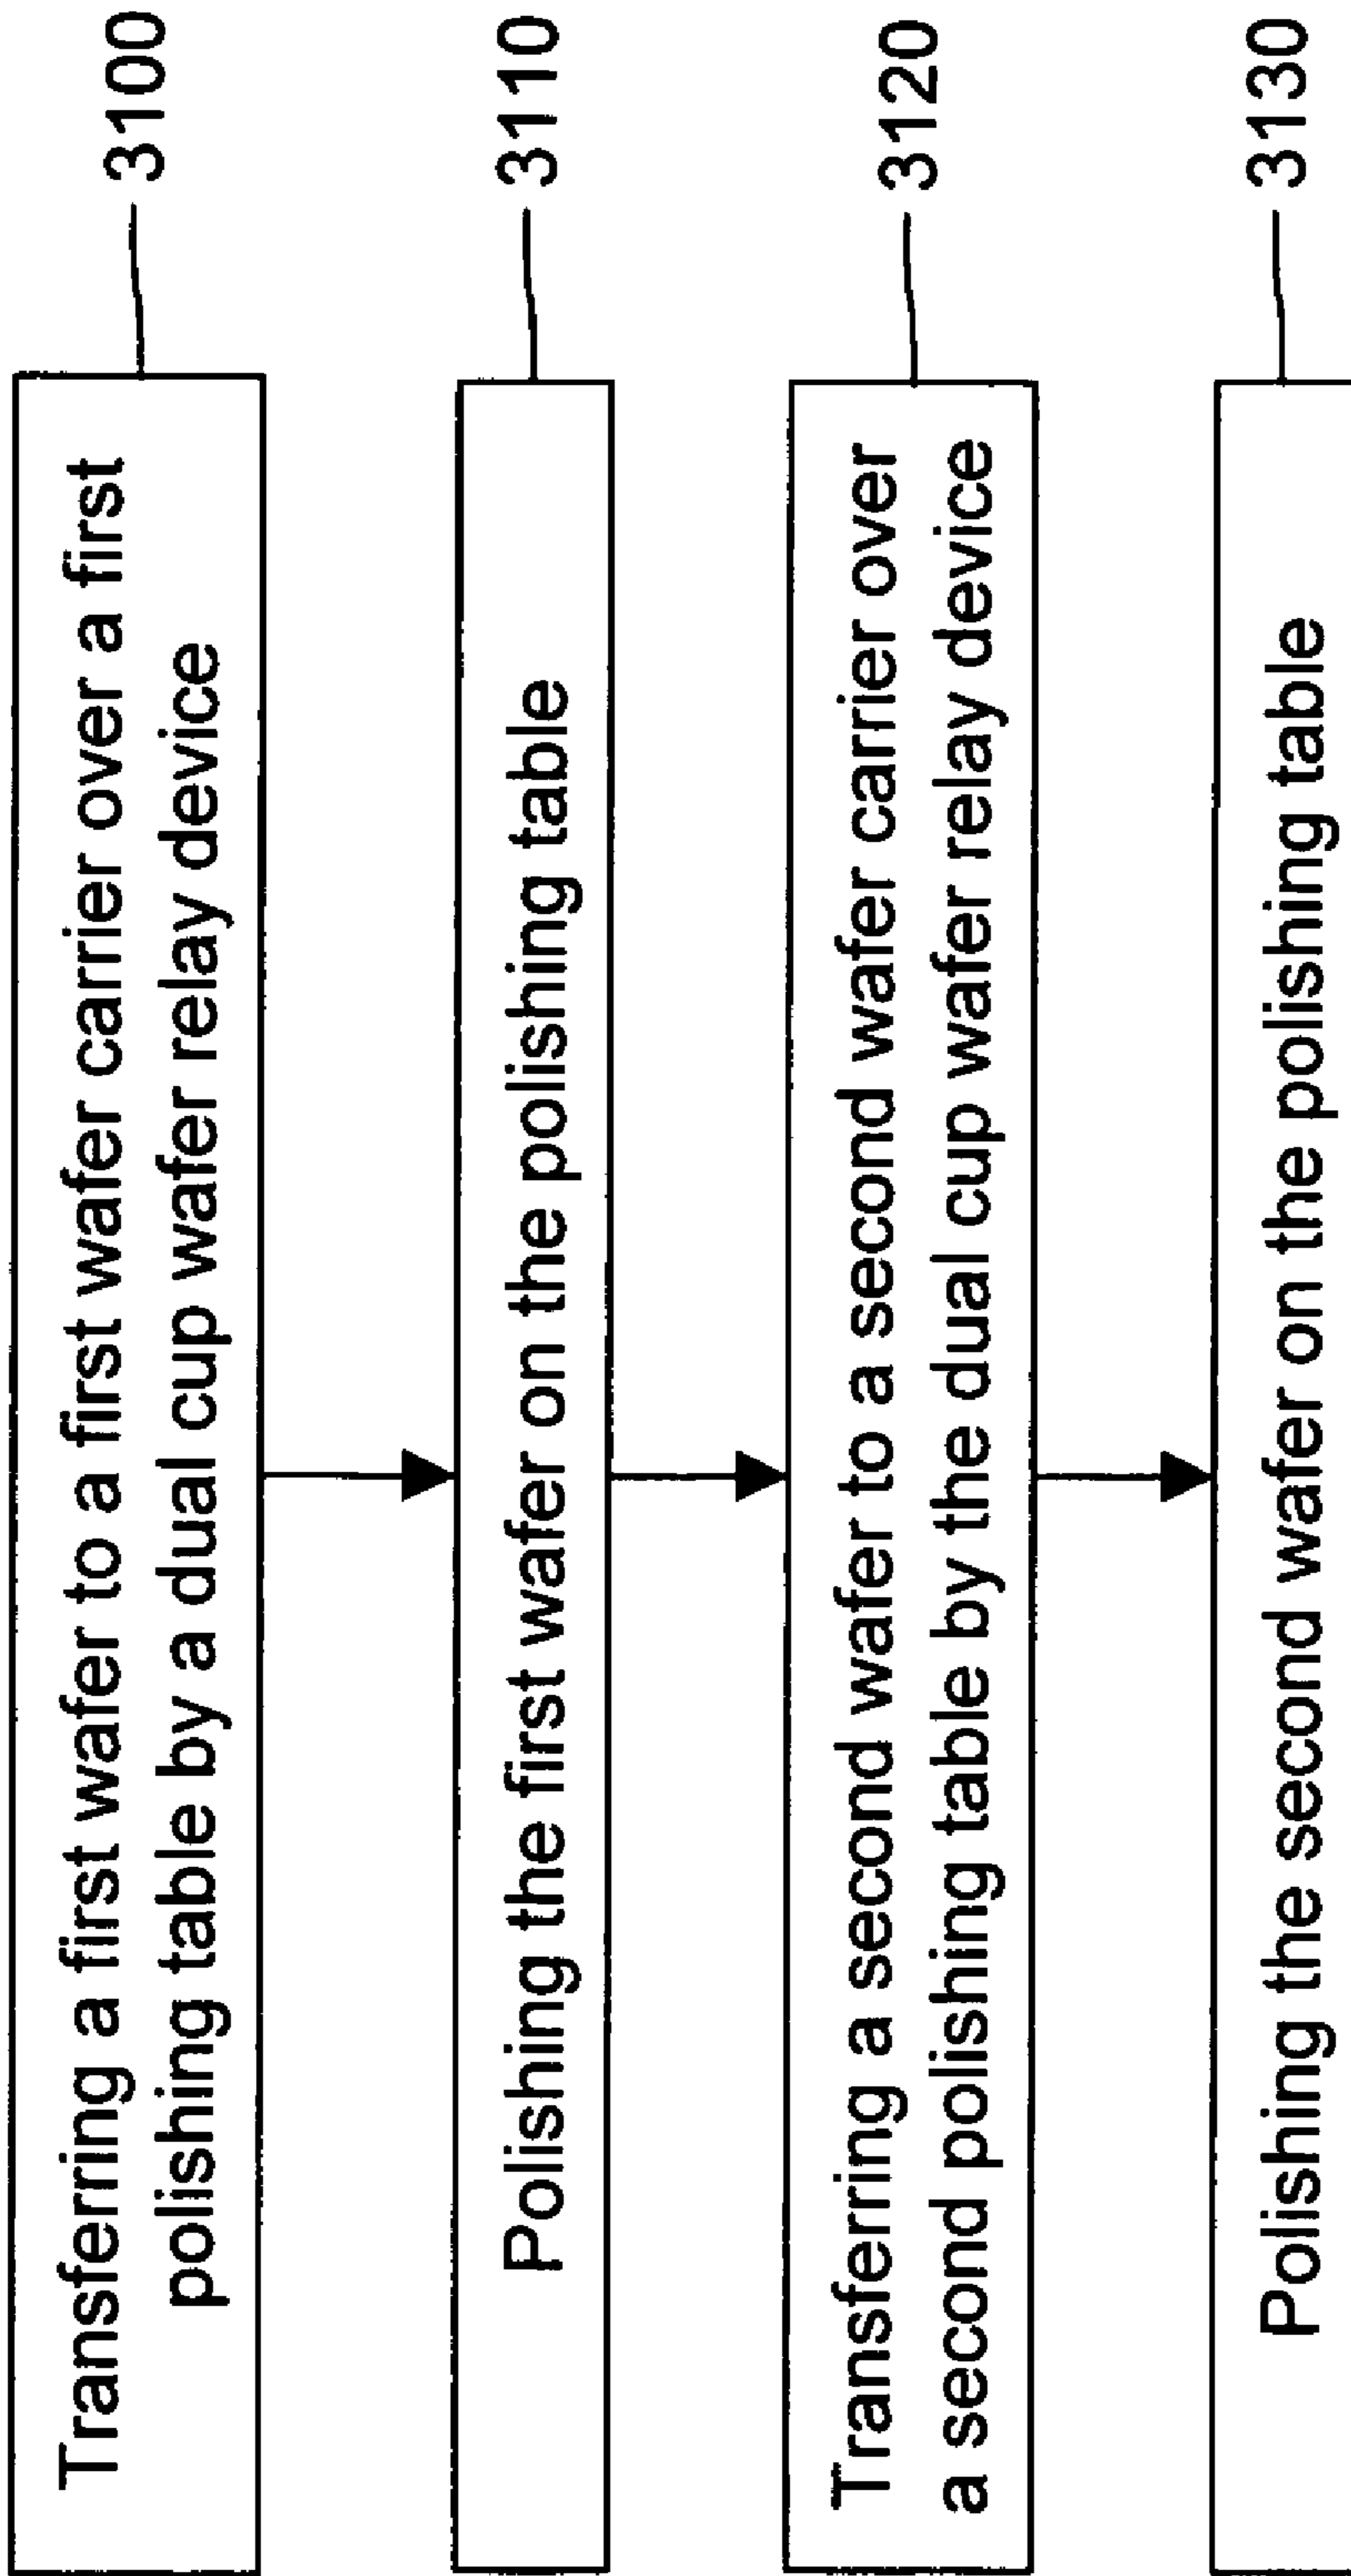 Transferring a first wafer to a first wafer carrier over a first
polishing table by a dual cup wafer relay device
3100
Polishing the first wafer on the polishing table
3110
Transferring a second wafer to a second wafer carrier over
a second polishing table by the dual cup wafer relay device
3120
Polishing the second wafer on the polishing table
3130